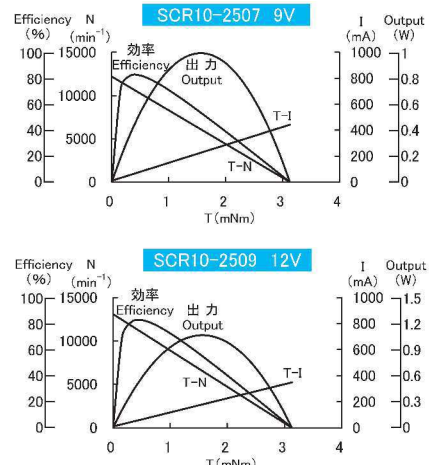 SCR10-2507 9V
Efficiency N I Output
(%) (min⁻¹) (mA) (W)
効率
Efficiency
出力
Output
100 15000 1000 1
80 800 0.8
60 10000 600 0.6
40 5000 400 0.4
20 200 0.2
0 0 0 0
T-I
T-N
0 1 2 3 4
T(mNm)
SCR10-2509 12V
Efficiency N I Output
(%) (min⁻¹) (mA) (W)
効率
Efficiency
出力
Output
100 15000 1000 1.5
80 800 1.2
60 10000 600 0.9
40 5000 400 0.6
20 200 0.3
0 0 0 0
T-N
T-I
0 1 2 3 4
T(mNm)